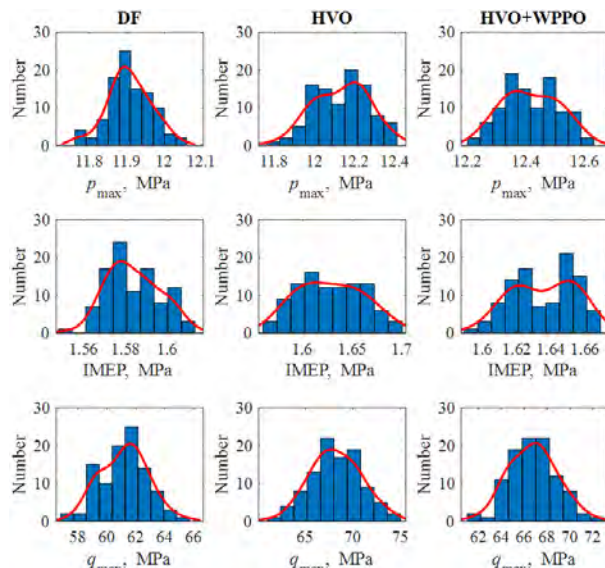 DF HVO HVO+WPPO
30 30 30
20 20 20
10 10 10
0 0 0
Number Number Number
11.8 11.9 12 12.1 11.8 12 12.2 12.4 12.2 12.4 12.6
pmax, MPa pmax, MPa pmax, MPa
30 30 30
20 20 20
10 10 10
0 0 0
Number Number Number
1.56 1.58 1.6 1.6 1.65 1.7 1.6 1.62 1.64 1.66
IMEP, MPa IMEP, MPa IMEP, MPa
30 30 30
20 20 20
10 10 10
0 0 0
Number Number Number
58 60 62 64 66 65 70 75 62 64 66 68 70 72
qmax, MPa qmax, MPa qmax, MPa